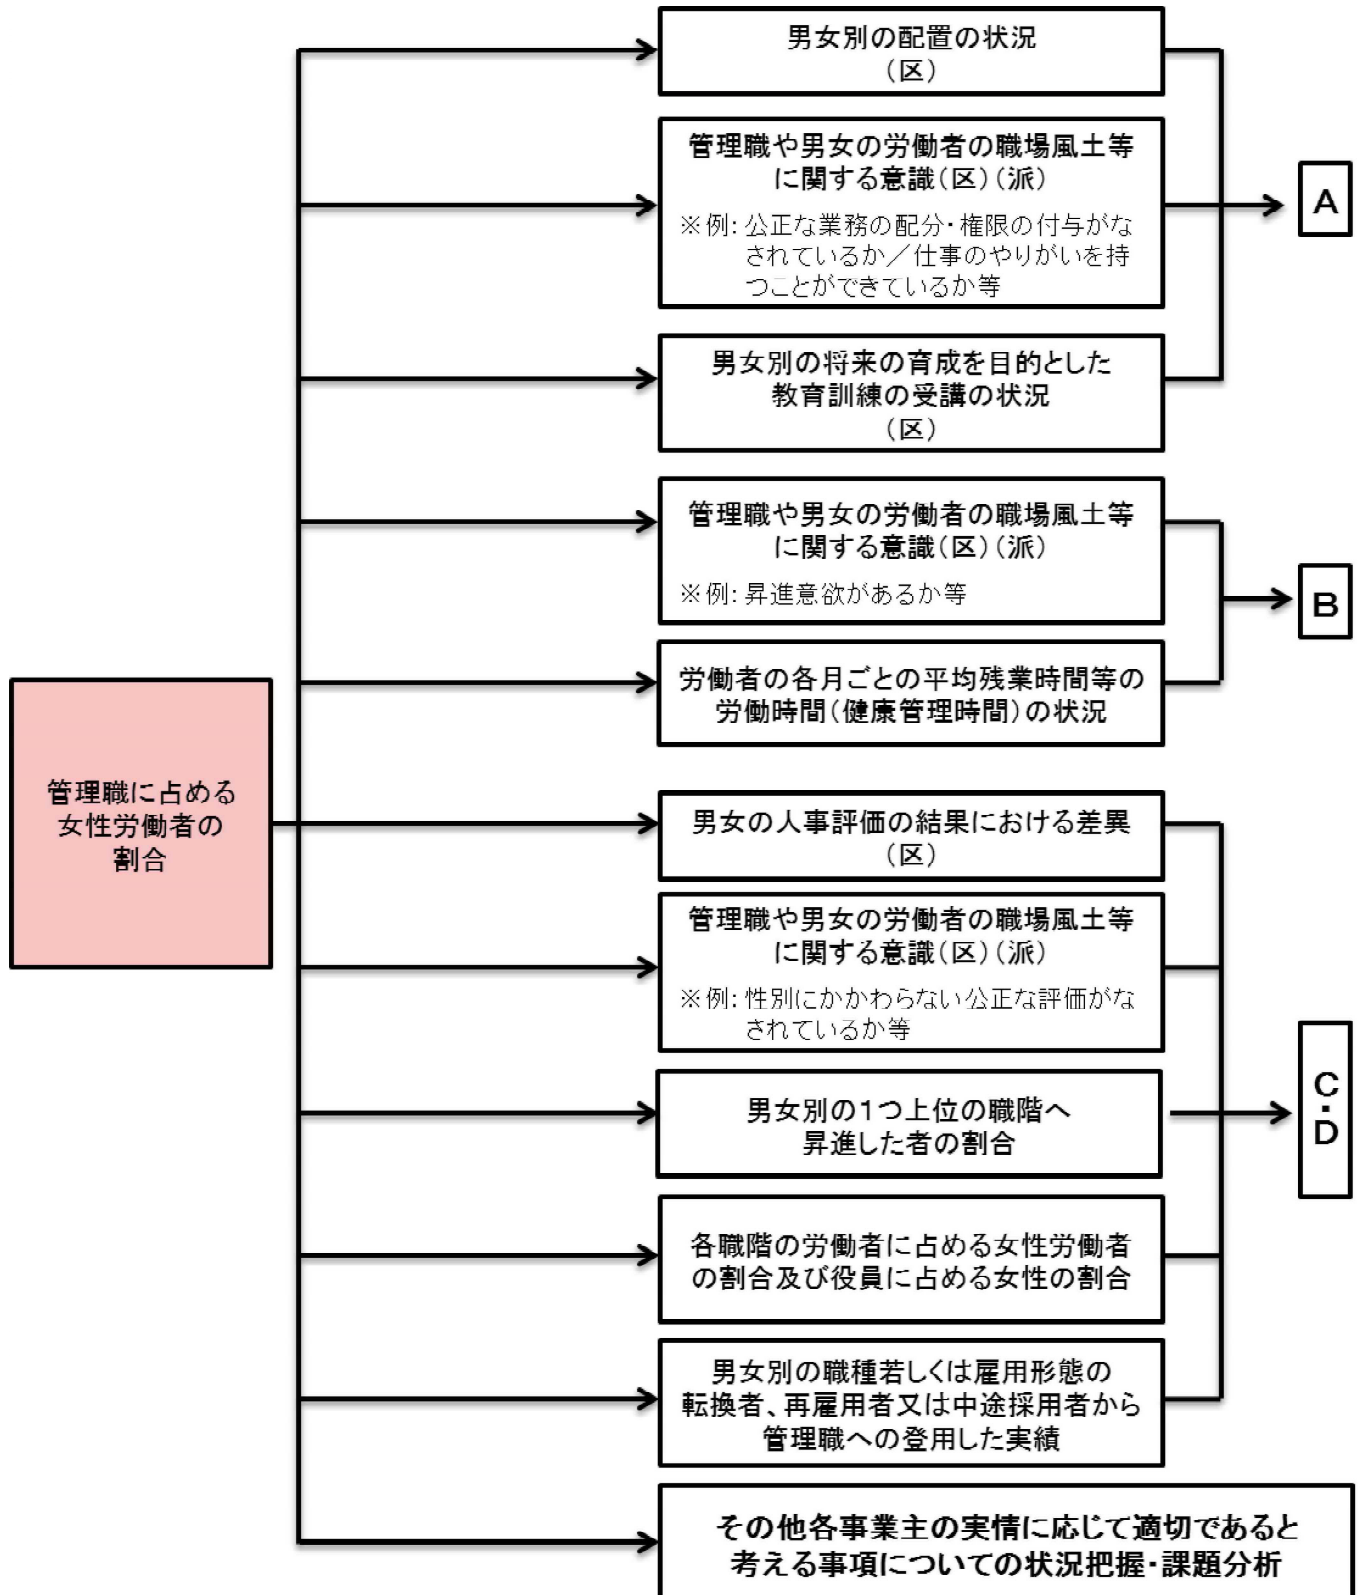 男女別の配置の状況
（区）
管理職や男女の労働者の職場風土等
に関する意識（区）（派）
※例：公正な業務の配分・権限の付与がな
されているか／仕事のやりがいを持
つことができているか等
A
男女別の将来の育成を目的とした
教育訓練の受講の状況
（区）
管理職や男女の労働者の職場風土等
に関する意識（区）（派）
※例：昇進意欲があるか等
B
労働者の各月ごとの平均残業時間等の
労働時間（健康管理時間）の状況
管理職に占める
女性労働者の
割合
男女の人事評価の結果における差異
（区）
管理職や男女の労働者の職場風土等
に関する意識（区）（派）
※例：性別にかかわらない公正な評価がな
されているか等
男女別の１つ上位の職階へ
昇進した者の割合
C・D
各職階の労働者に占める女性労働者
の割合及び役員に占める女性の割合
男女別の職種若しくは雇用形態の
転換者、再雇用者又は中途採用者から
管理職への登用した実績
その他各事業主の実情に応じて適切であると
考える事項についての状況把握・課題分析